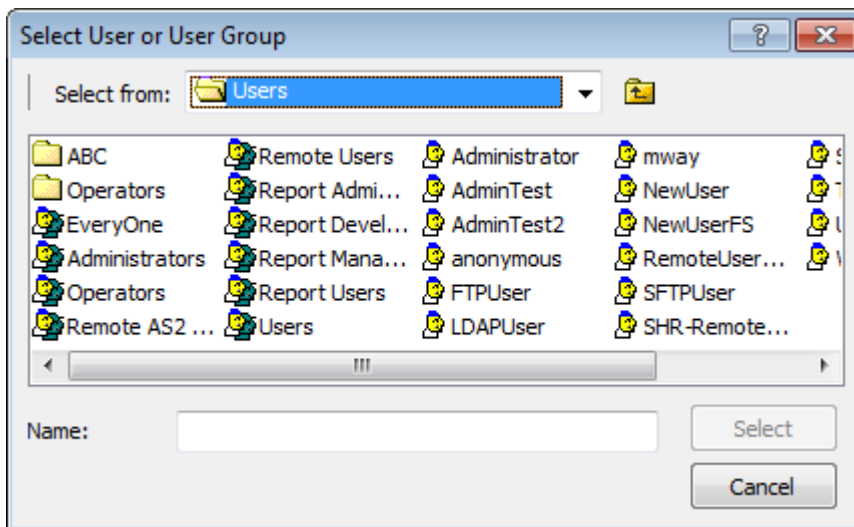 Select User or User Group
Select from: Users
ABC Remote Users Administrator mway
Operators Report Admi... AdminTest NewUser
EveryOne Report Devel... AdminTest2 NewUserFS
Administrators Report Mana... anonymous RemoteUser...
Operators Report Users FTPUser SFTPUser
Remote AS2 ... Users LDAPUser SHR-Remote...
Name:
Select
Cancel